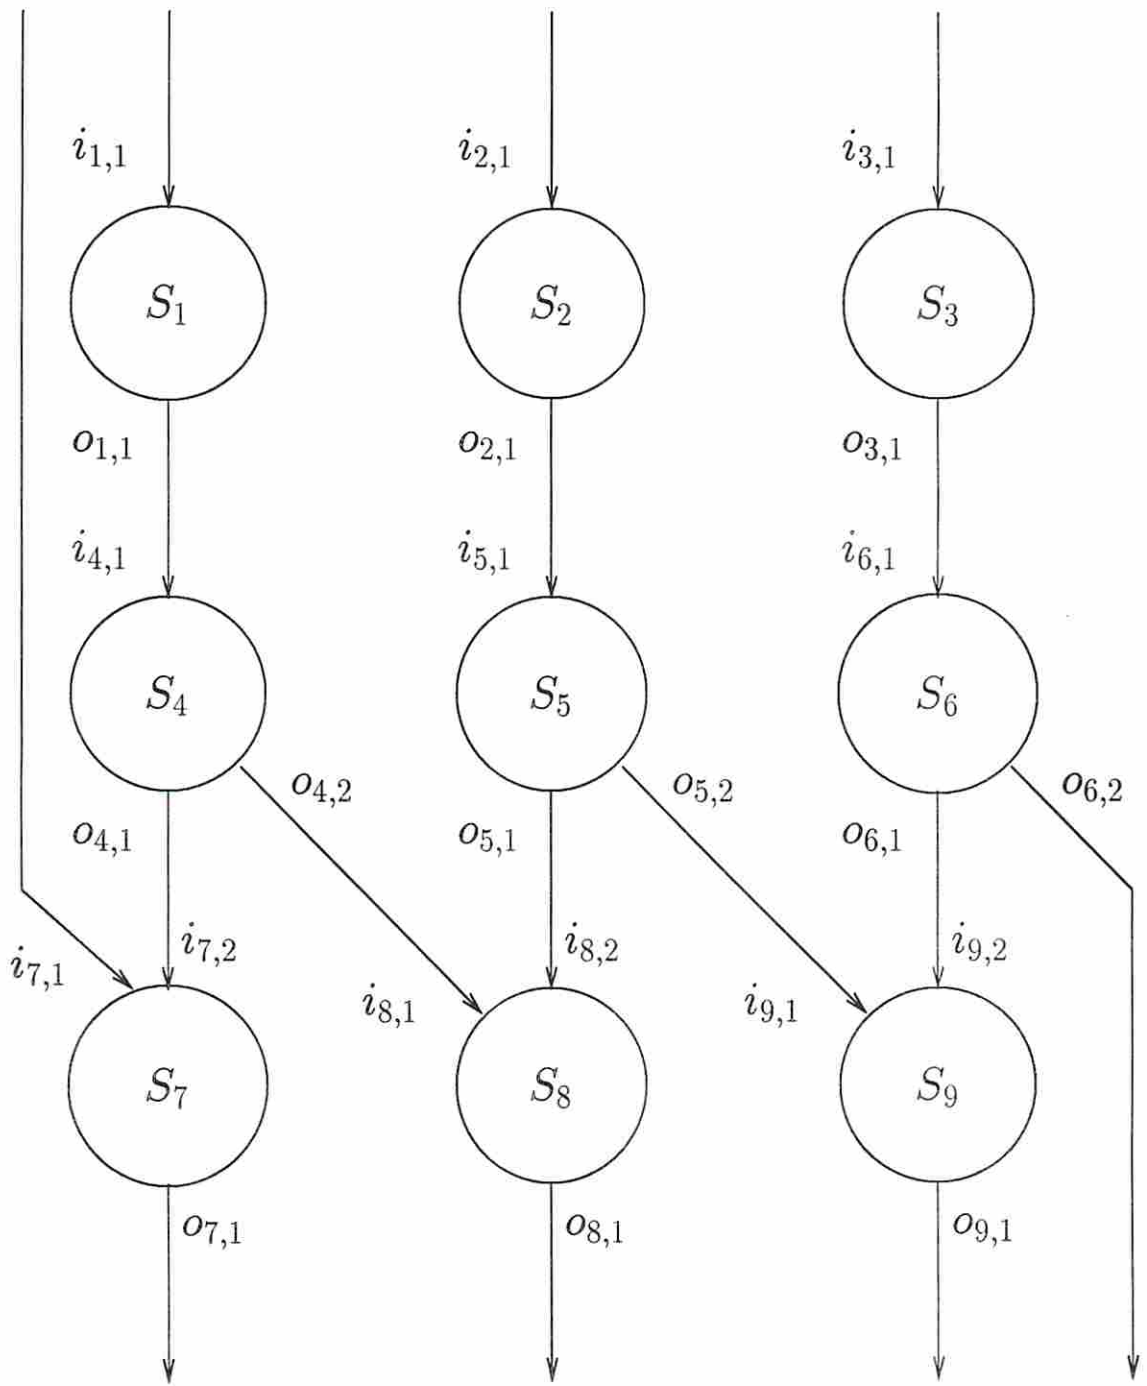 i1,1 i2,1 i3,1
S1 S2 S3
o1,1 o2,1 o3,1
i4,1 i5,1 i6,1
S4 S5 S6
o4,2 o5,2 o6,2
o4,1 o5,1 o6,1
i7,2 i8,2 i9,2
i7,1 i8,1 i9,1
S7 S8 S9
o7,1 o8,1 o9,1